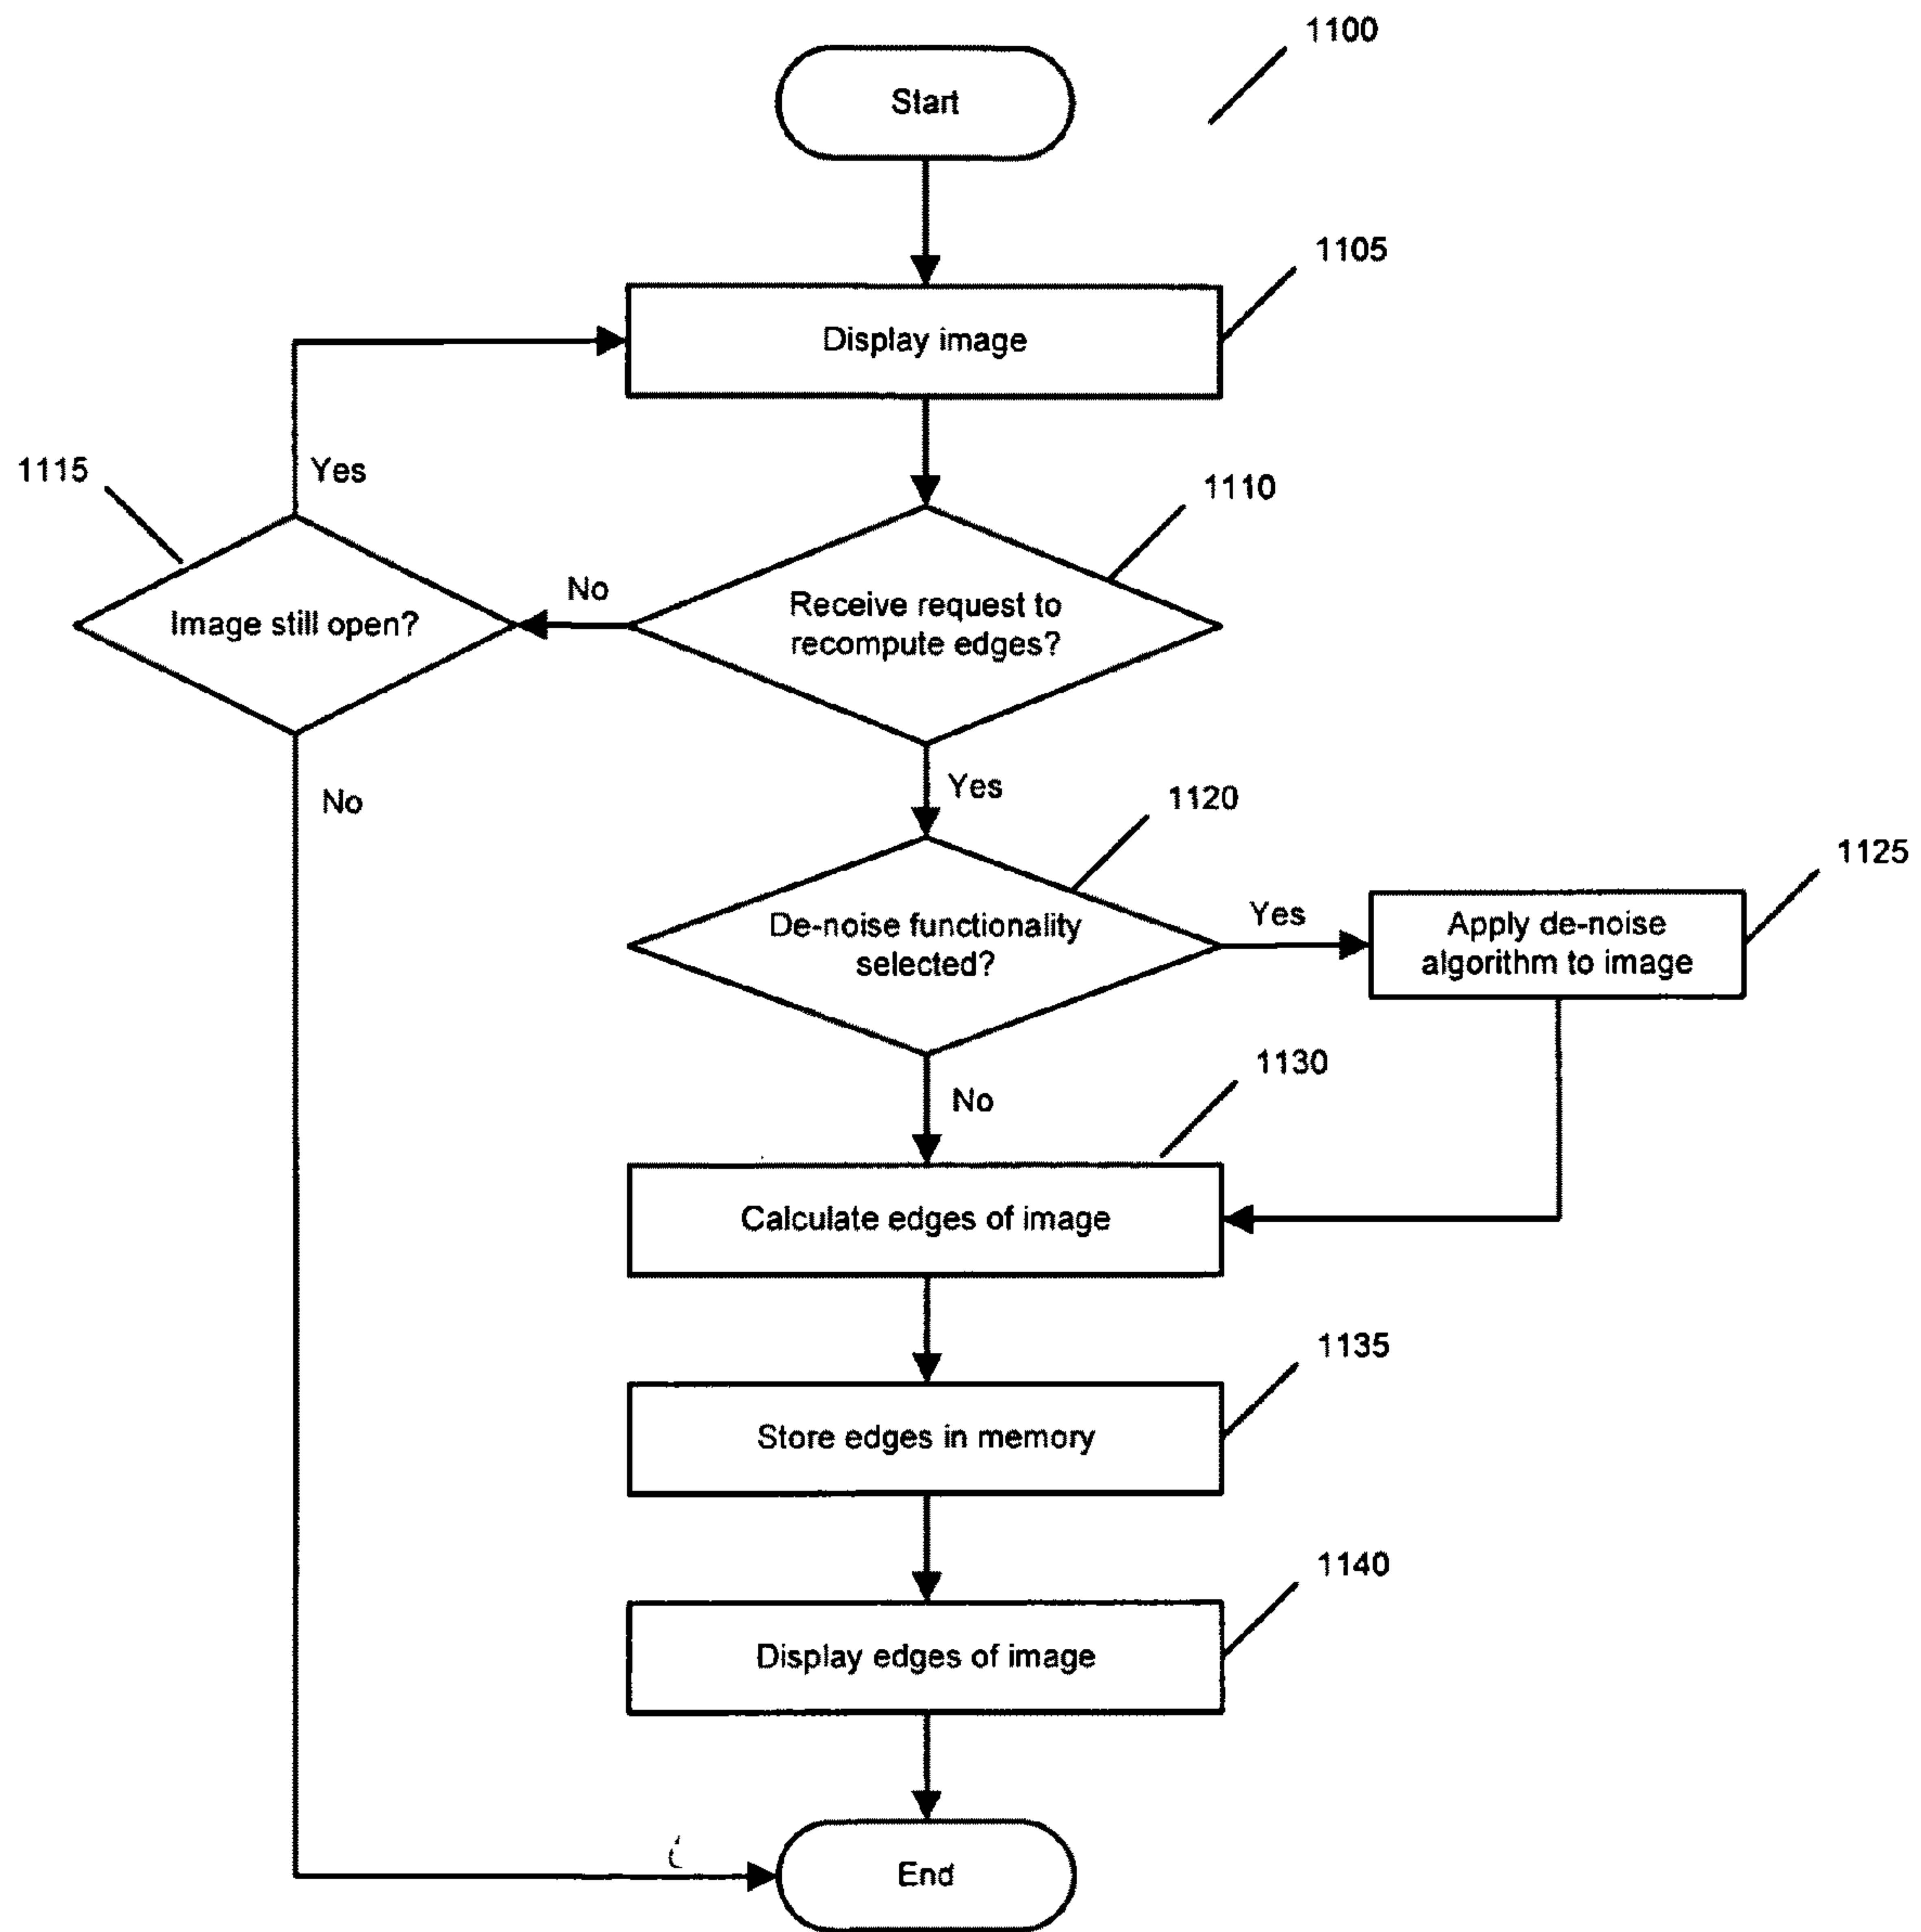 1100
Start
1105
Display image
1115
Yes
1110
No
Image still open?
Receive request to
recompute edges?
No
Yes
1120
1125
De-noise functionality
selected?
Yes
Apply de-noise
algorithm to image
1130
No
Calculate edges of image
1135
Store edges in memory
1140
Display edges of image
End